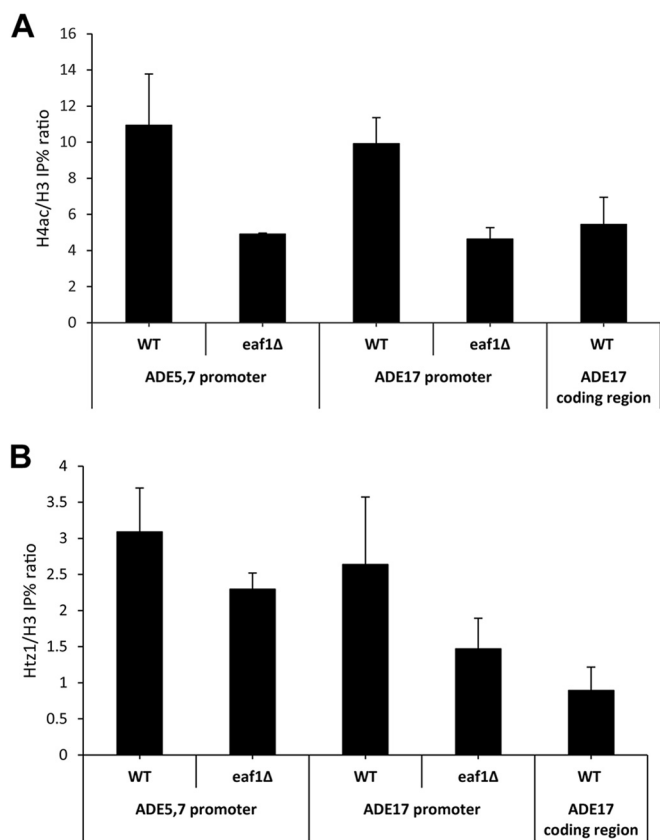 A
H4ac/H3 IP% ratio
16
14
12
10
8
6
4
2
0
WT
eaf1Δ
WT
eaf1Δ
WT
ADE5,7 promoter
ADE17 promoter
ADE17
coding region
B
Htz1/H3 IP% ratio
4
3.5
3
2.5
2
1.5
1
0.5
0
WT
eaf1Δ
WT
eaf1Δ
WT
ADE5,7 promoter
ADE17 promoter
ADE17
coding region